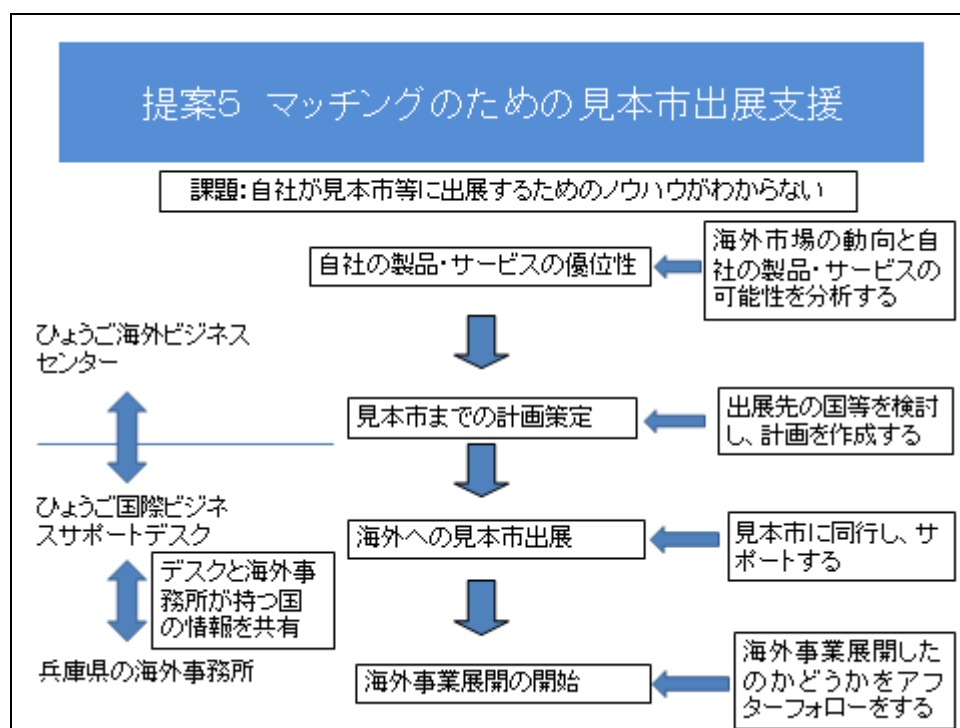 提案5 マッチングのための見本市出展支援
課題:自社が見本市等に出展するためのノウハウがわからない
自社の製品・サービスの優位性
海外市場の動向と自
社の製品・サービスの
可能性を分析する
ひょうご海外ビジネス
センター
見本市までの計画策定
出展先の国等を検討
し、計画を作成する
ひょうご国際ビジネ
スサポートデスク
海外への見本市出展
見本市に同行し、サ
ポートする
デスクと海外事
務所が持つ国
の情報を共有
兵庫県の海外事務所
海外事業展開の開始
海外事業展開した
のかどうかをアフ
ターフォローをする